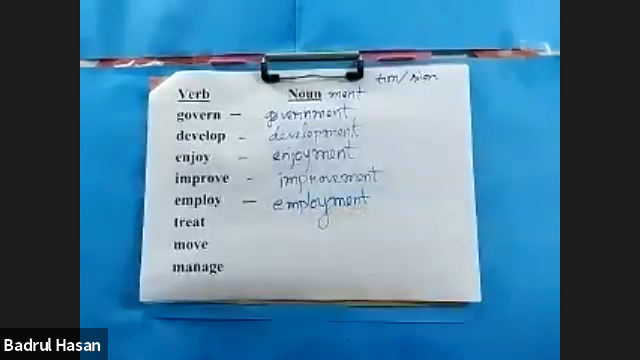 tion/sion
Verb Noun ment
govern — government
develop - development
enjoy - enjoyment
improve - improvement
employ — employment
treat
move
manage
Badrul Hasan